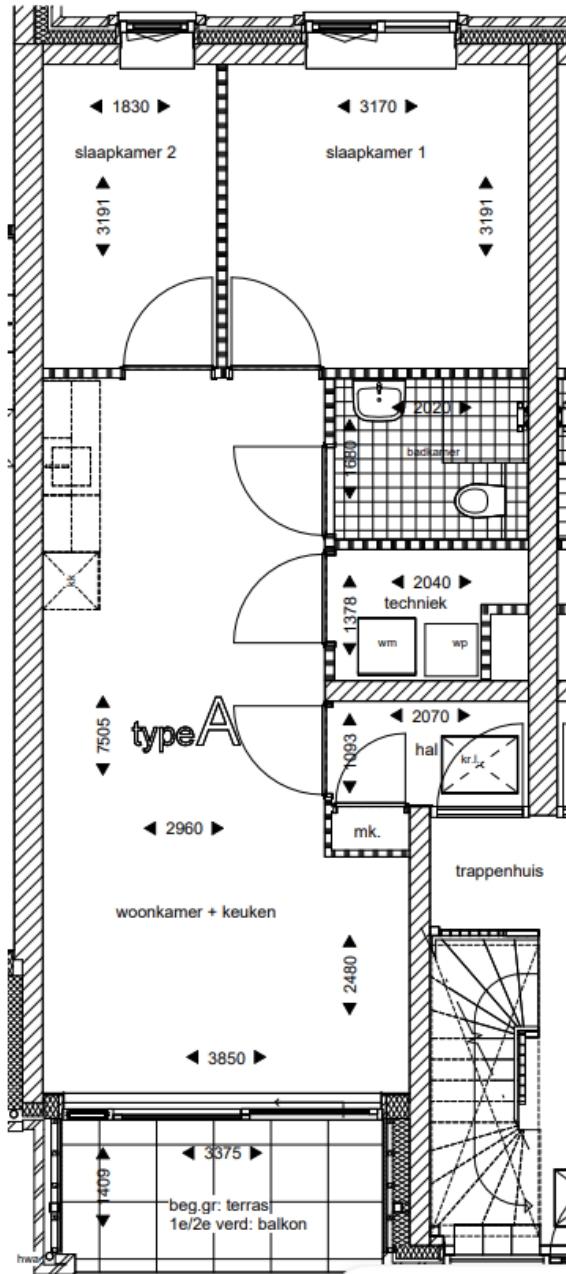 1830
3170
slaapkamer 2
slaapkamer 1
3191
3191
2020
1680
badkamer
kk
2040
techniek
1378
wm
wp
7505
type A
2070
1093
hal
kr.l.
2960
mk.
trappenhuis
woonkamer + keuken
2480
3850
3375
1409
beg.gr: terras
1e/2e verd: balkon
hwa